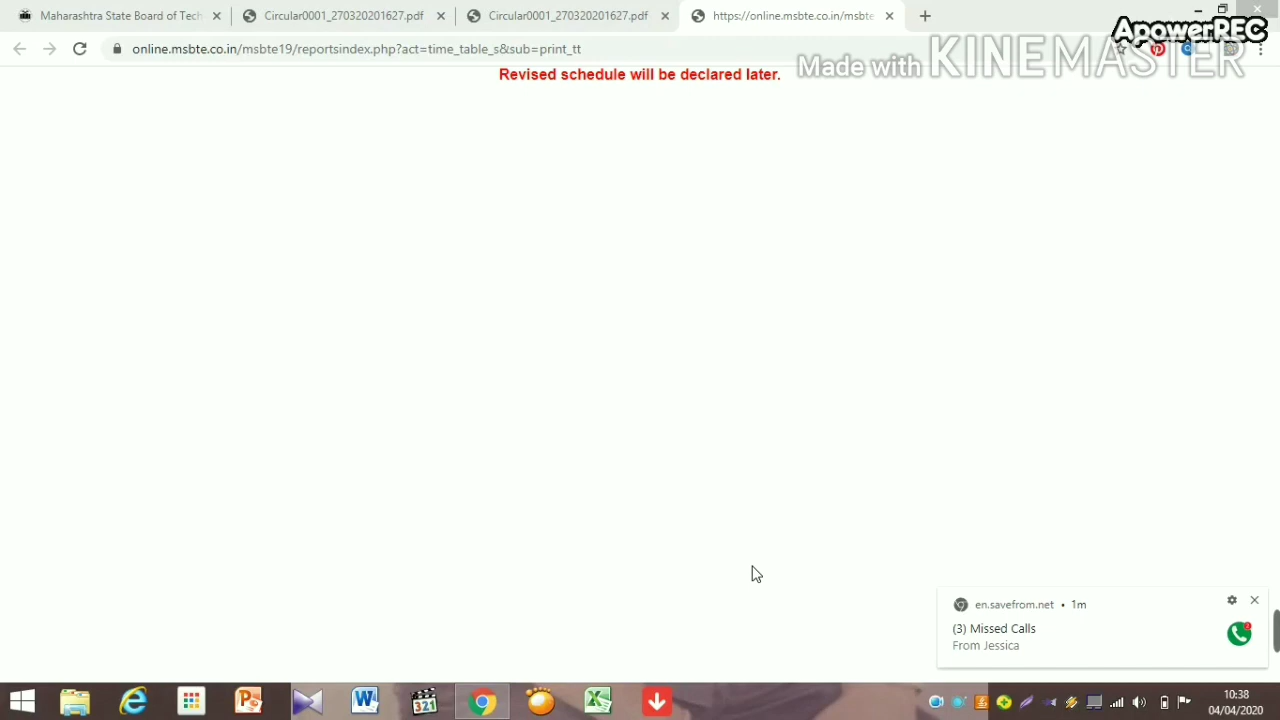 Maharashtra State Board of Tech
Circular0001_270320201627.pdf
Circular0001_270320201627.pdf
https://online.msbte.co.in/msbte
ApowerREC
online.msbte.co.in/msbte19/reportsindex.php?act=time_table_s&sub=print_tt
Made with KINEMASTER
Revised schedule will be declared later.
en.savefrom.net • 1m
(3) Missed Calls
From Jessica
321
10:38
04/04/2020